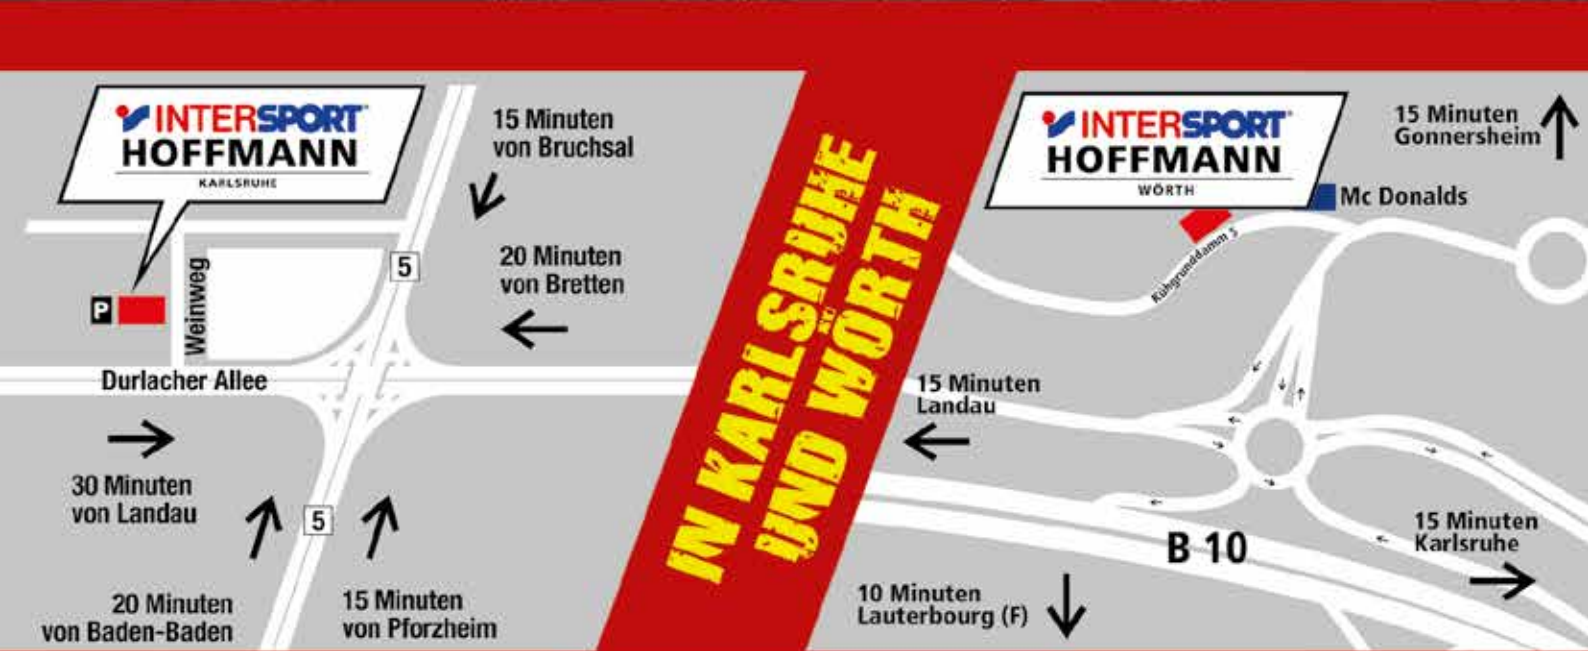 INTERSPORT
HOFFMANN
KARLSRUHE
15 Minuten
von Bruchsal
5
20 Minuten
von Bretten
P
Weinweg
Durlacher Allee
30 Minuten
von Landau
5
20 Minuten
von Baden-Baden
15 Minuten
von Pforzheim
IN KARLSRUHE
UND WÖRTH
INTERSPORT
HOFFMANN
WÖRTH
15 Minuten
Gonnersheim
Mc Donalds
Kühgrunddamm 5
15 Minuten
Landau
B 10
15 Minuten
Karlsruhe
10 Minuten
Lauterbourg (F)